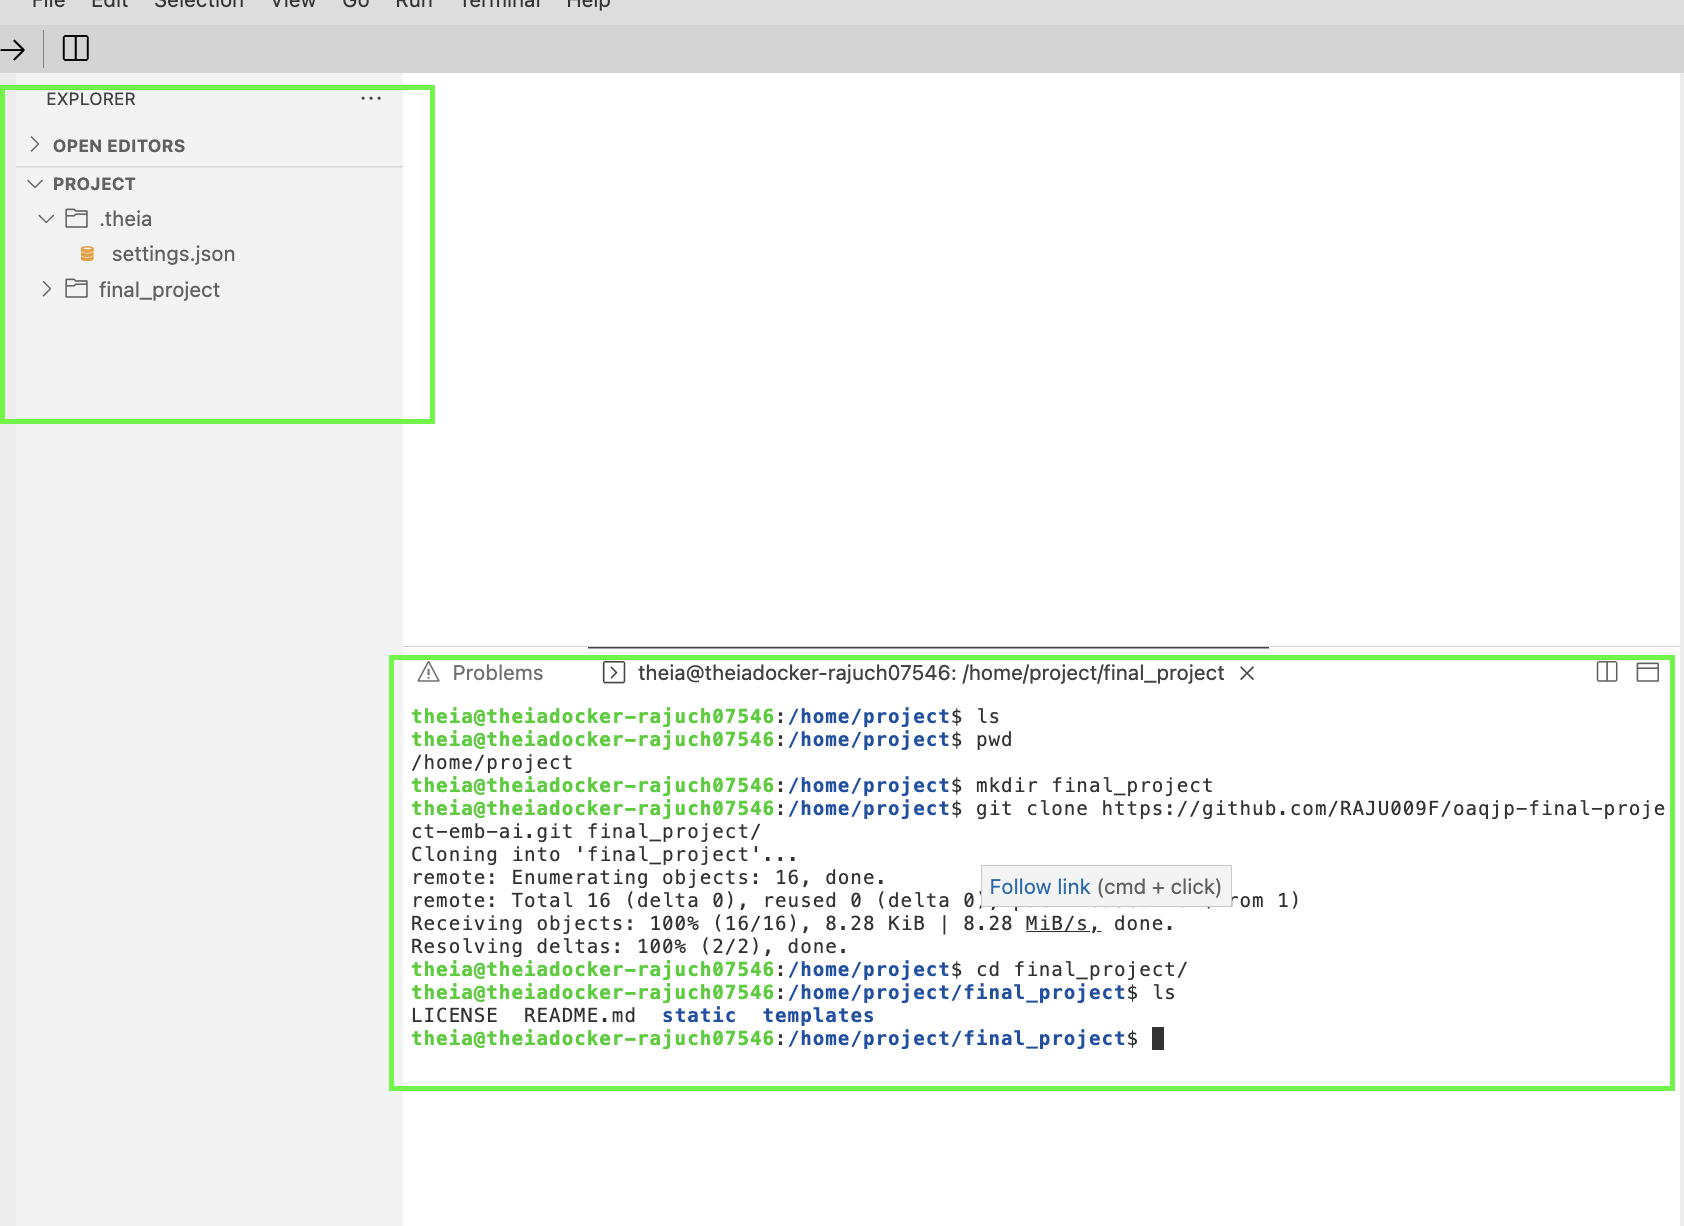 File Edit Selection View Go Run Terminal Help
EXPLORER ...
OPEN EDITORS
PROJECT
.theia
settings.json
final_project
Problems theia@theiadocker-rajuch07546: /home/project/final_project
theia@theiadocker-rajuch07546:/home/project$ ls
theia@theiadocker-rajuch07546:/home/project$ pwd
/home/project
theia@theiadocker-rajuch07546:/home/project$ mkdir final_project
theia@theiadocker-rajuch07546:/home/project$ git clone https://github.com/RAJU009F/oaqjp-final-proje
ct-emb-ai.git final_project/
Cloning into 'final_project'...
remote: Enumerating objects: 16, done.
Follow link (cmd + click)
remote: Total 16 (delta 0), reused 0 (delta 0), rom 1)
Receiving objects: 100% (16/16), 8.28 KiB | 8.28 MiB/s, done.
Resolving deltas: 100% (2/2), done.
theia@theiadocker-rajuch07546:/home/project$ cd final_project/
theia@theiadocker-rajuch07546:/home/project/final_project$ ls
LICENSE README.md static templates
theia@theiadocker-rajuch07546:/home/project/final_project$